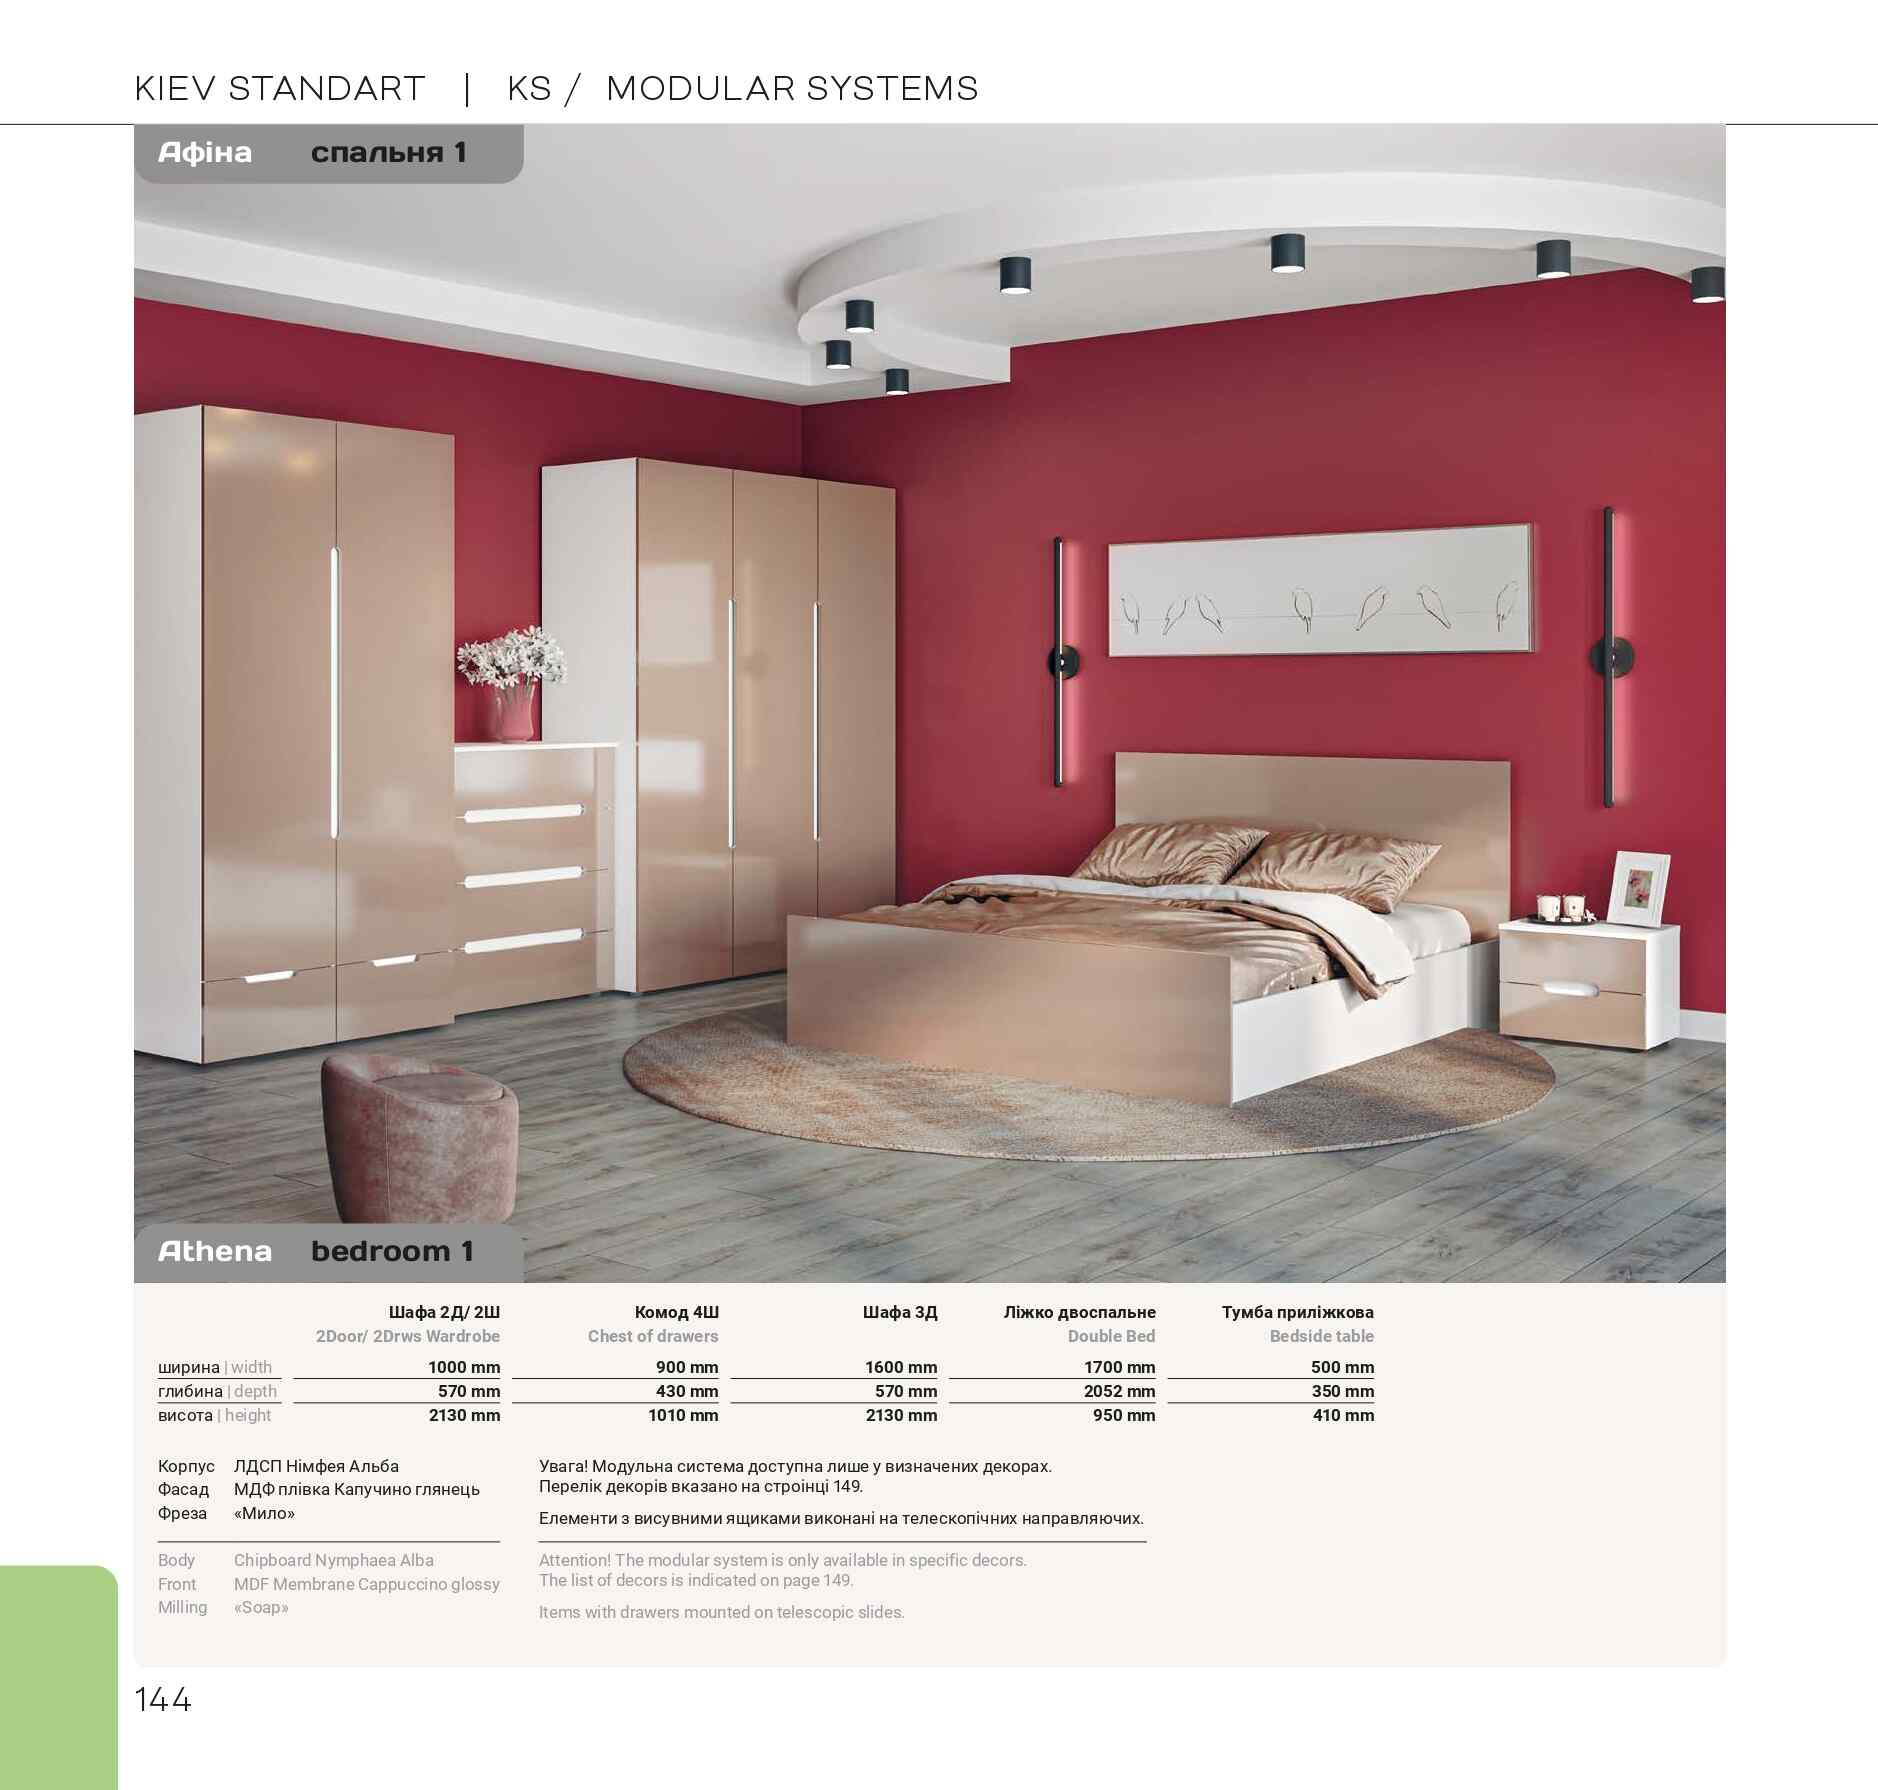 KIEV STANDART | KS / MODULAR SYSTEMS
Афіна спальня 1
Athena bedroom 1
Шафа 2Д/ 2Ш Комод 4Ш Шафа 3Д Ліжко двоспальне Тумба приліжкова
2Door/ 2Drws Wardrobe Chest of drawers Double Bed Bedside table
ширина | width 1000 mm 900 mm 1600 mm 1700 mm 500 mm
глибина | depth 570 mm 430 mm 570 mm 2052 mm 350 mm
висота | height 2130 mm 1010 mm 2130 mm 950 mm 410 mm
Корпус ЛДСП Німфея Альба
Фасад МДФ плівка Капучино глянець
Фреза «Мило»
Body Chipboard Nymphaea Alba
Front MDF Membrane Cappuccino glossy
Milling «Soap»
Увага! Модульна система доступна лише у визначених декорах.
Перелік декорів вказано на строінці 149.
Елементи з висувними ящиками виконані на телескопічних направляючих.
Attention! The modular system is only available in specific decors.
The list of decors is indicated on page 149.
Items with drawers mounted on telescopic slides.
144